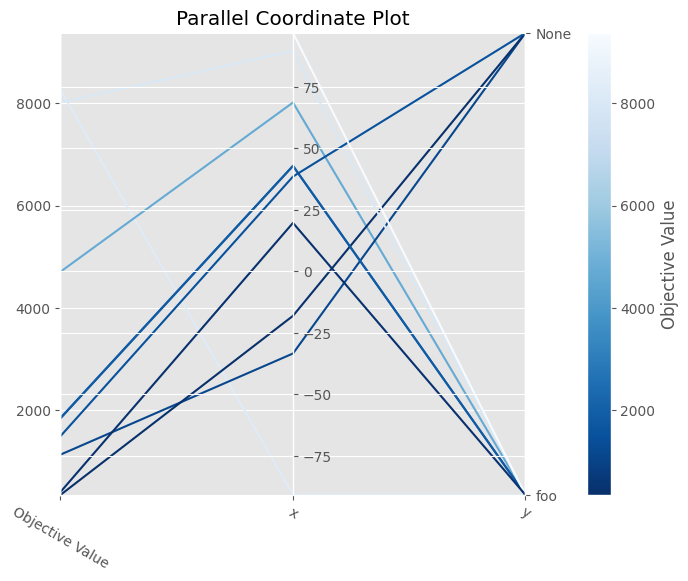 Parallel Coordinate Plot
None
8000
6000
4000
2000
75
50
25
0
−25
−50
−75
foo
8000
6000
4000
2000
Objective Value
Objective Value
x
y